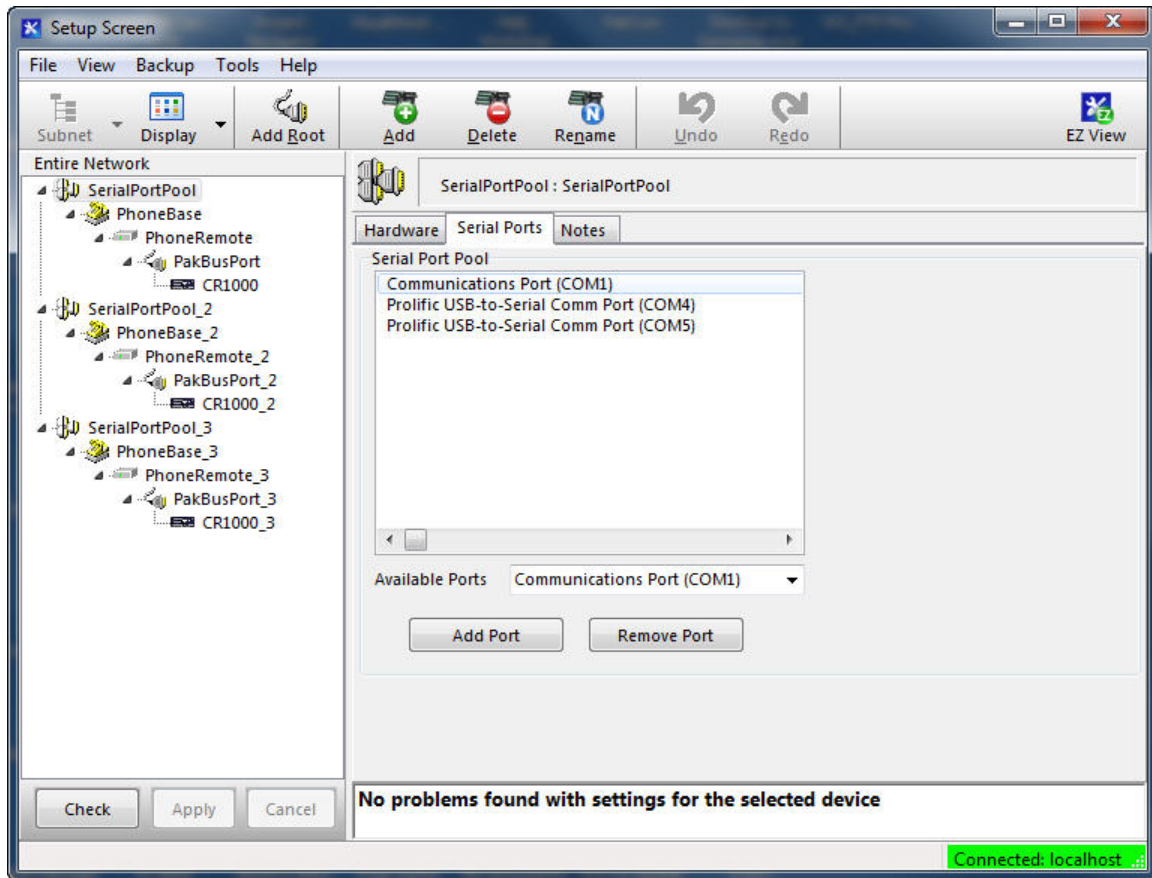 Setup Screen
File View Backup Tools Help
Subnet Display Add Root Add Delete Rename Undo Redo EZ View
Entire Network
SerialPortPool
PhoneBase
PhoneRemote
PakBusPort
CR1000
SerialPortPool_2
PhoneBase_2
PhoneRemote_2
PakBusPort_2
CR1000_2
SerialPortPool_3
PhoneBase_3
PhoneRemote_3
PakBusPort_3
CR1000_3
Check Apply Cancel
SerialPortPool : SerialPortPool
Hardware Serial Ports Notes
Serial Port Pool
Communications Port (COM1)
Prolific USB-to-Serial Comm Port (COM4)
Prolific USB-to-Serial Comm Port (COM5)
Available Ports Communications Port (COM1)
Add Port Remove Port
No problems found with settings for the selected device
Connected: localhost